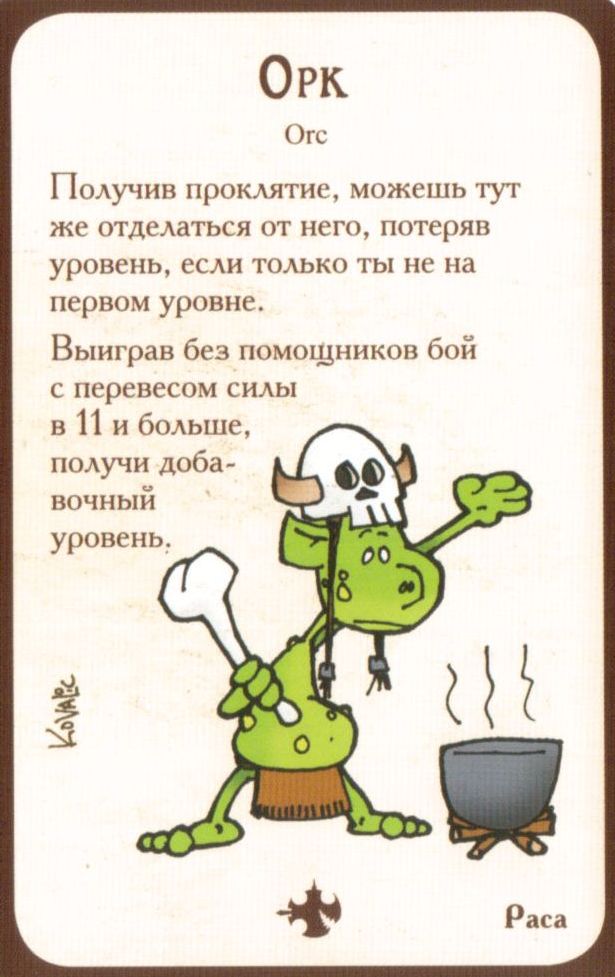 Орк
Orc
Получив проклятие, можешь тут
же отделаться от него, потеряв
уровень, если только ты не на
первом уровне.
Выиграв без помощников бой
с перевесом силы
в 11 и больше,
получи доба-
вочный
уровень.
Kovalic
Раса